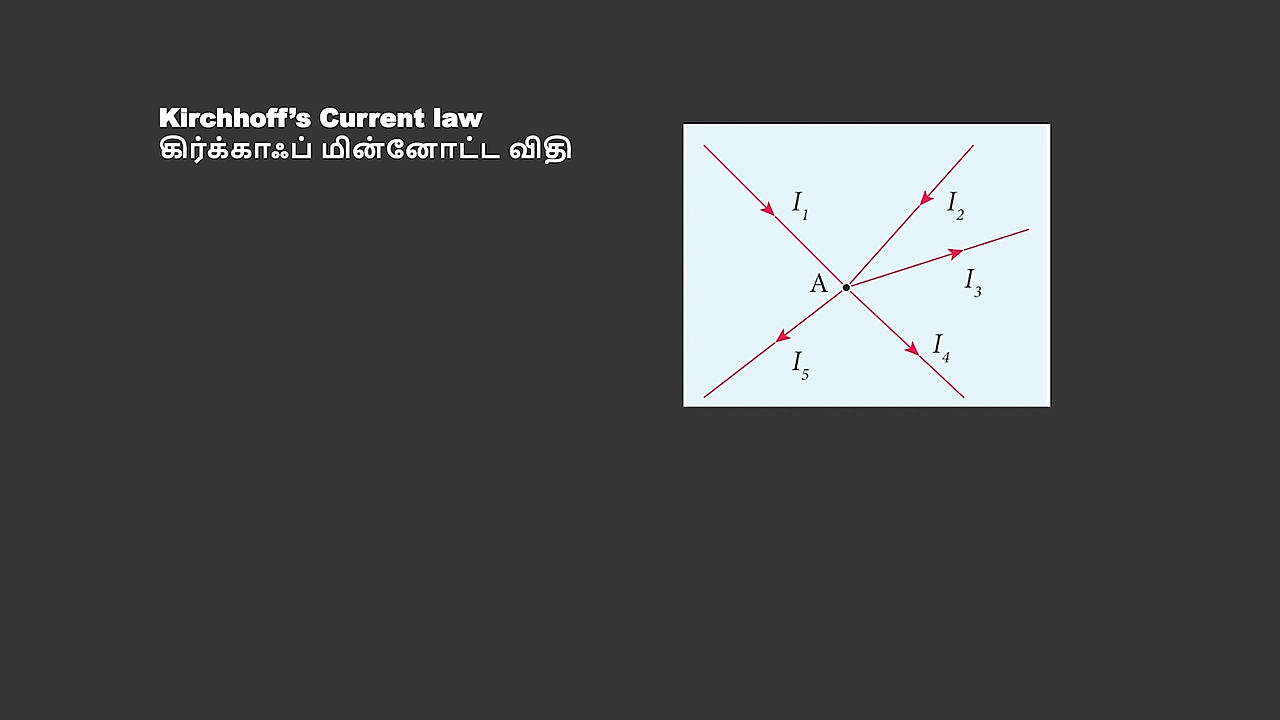 Kirchhoff’s Current law
கிர்க்காஃப் மின்னோட்ட விதி
I1
I2
A
I3
I4
I5